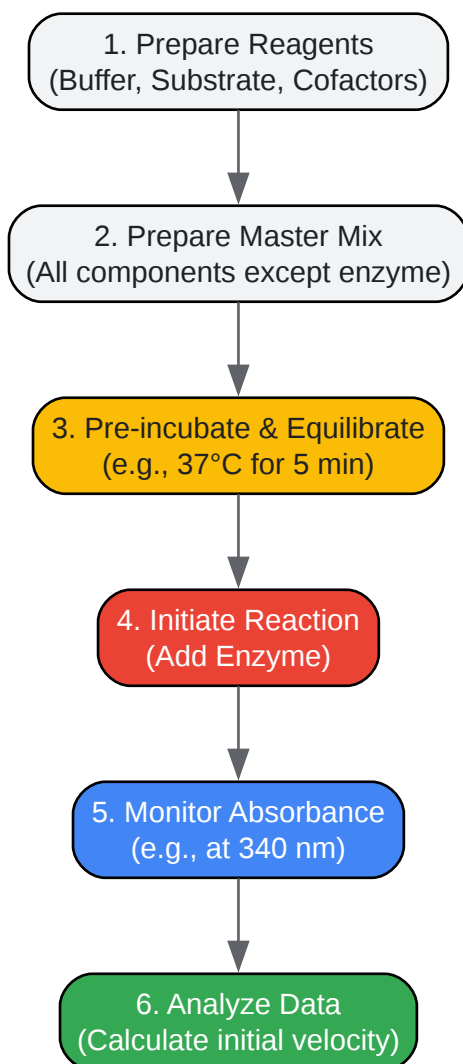 1. Prepare Reagents
(Buffer, Substrate, Cofactors)
2. Prepare Master Mix
(All components except enzyme)
3. Pre-incubate & Equilibrate
(e.g., 37°C for 5 min)
4. Initiate Reaction
(Add Enzyme)
5. Monitor Absorbance
(e.g., at 340 nm)
6. Analyze Data
(Calculate initial velocity)